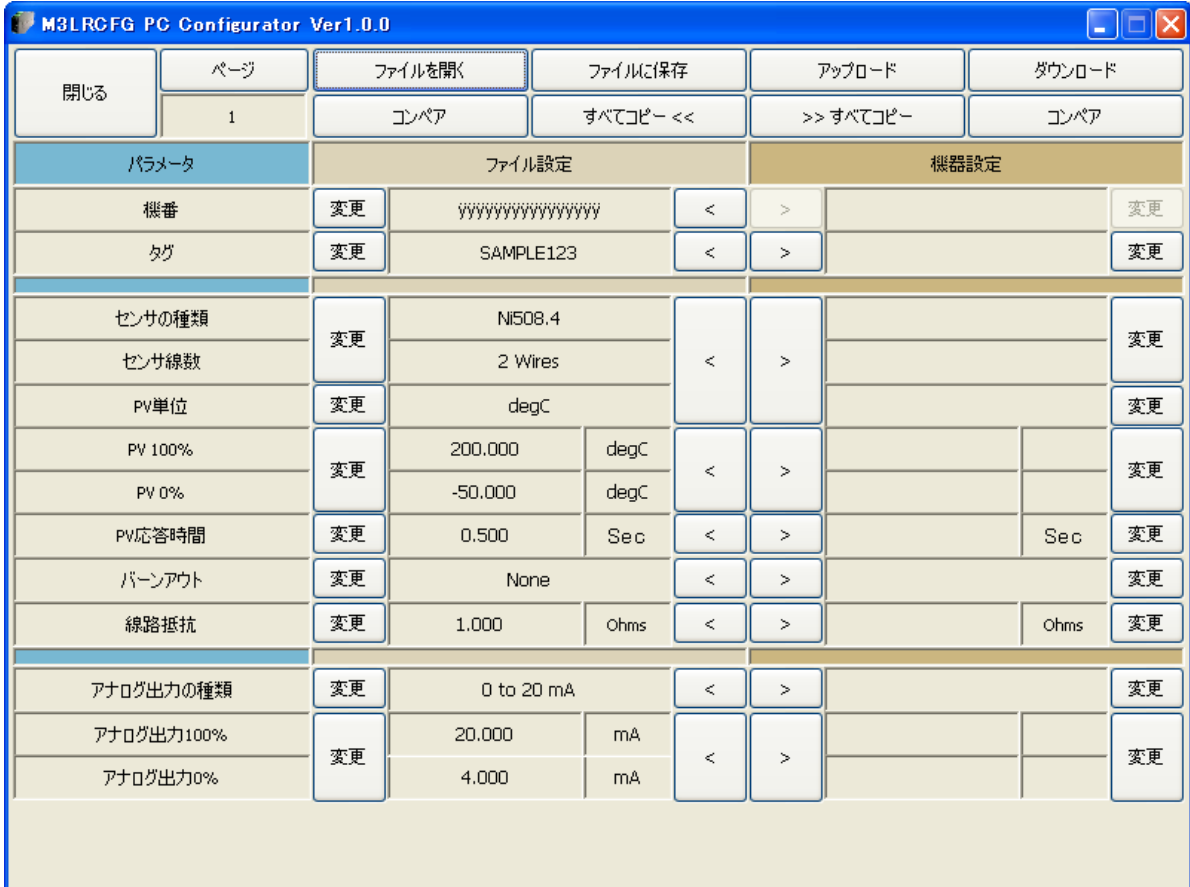 M3LRCFG PC Configurator Ver1.0.0
閉じる ページ ファイルを開く ファイルに保存 アップロード ダウンロード
1 コンペア すべてコピー << >> すべてコピー コンペア
パラメータ ファイル設定 機器設定
機番 変更 ÿÿÿÿÿÿÿÿÿÿÿÿÿÿÿÿ < > 変更
タグ 変更 SAMPLE123 < > 変更
センサの種類 変更 Ni508.4 < > 変更
センサ線数 2 Wires
PV単位 変更 degC 変更
PV 100% 変更 200.000 degC < > 変更
PV 0% -50.000 degC
PV応答時間 変更 0.500 Sec < > Sec 変更
バーンアウト 変更 None < > 変更
線路抵抗 変更 1.000 Ohms < > Ohms 変更
アナログ出力の種類 変更 0 to 20 mA < > 変更
アナログ出力100% 変更 20.000 mA < > 変更
アナログ出力0% 4.000 mA